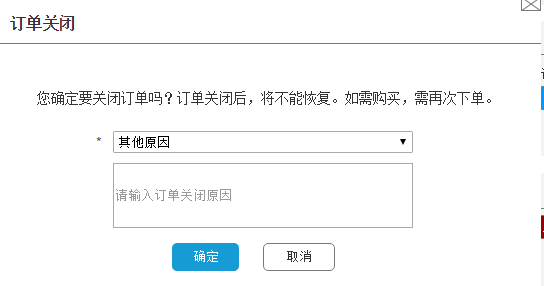 订单关闭
您确定要关闭订单吗？订单关闭后，将不能恢复。如需购买，需再次下单。
* 其他原因
请输入订单关闭原因
确定 取消